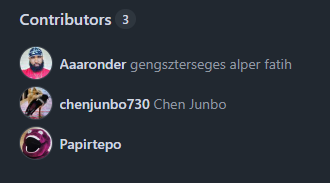 Contributors 3
Aaaronder gengszterseges alper fatih
chenjunbo730 Chen Junbo
Papirtepo